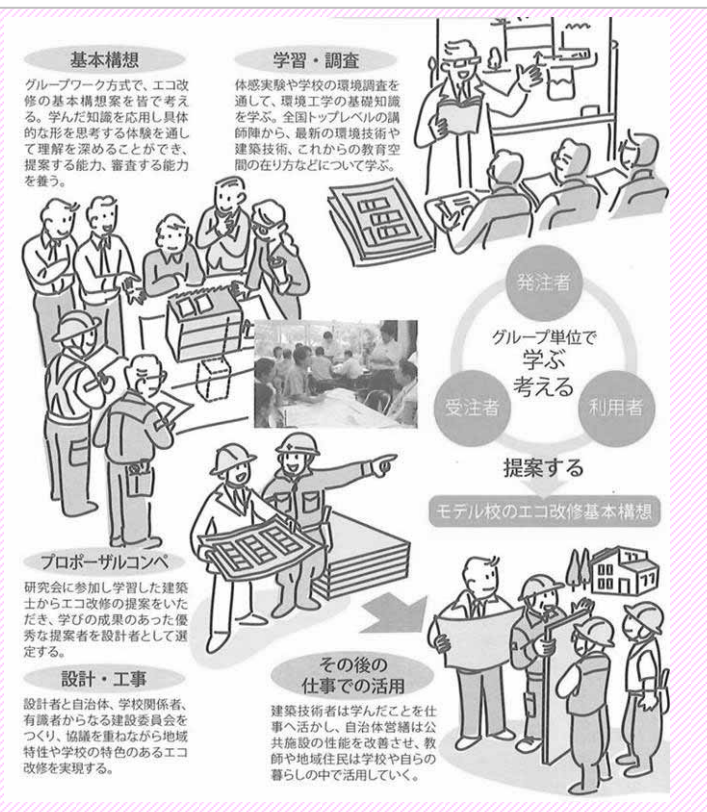 基本構想
グループワーク方式で、エコ改
修の基本構想案を皆で考え
る。学んだ知識を応用し具体
的な形を思考する体験を通し
て理解を深めることができ、
提案する能力、審査する能力
を養う。
学習・調査
体感実験や学校の環境調査を
通して、環境工学の基礎知識
を学ぶ。全国トップレベルの講
師陣から、最新の環境技術や
建築技術、これからの教育空
間の在り方などについて学ぶ。
発注者
グループ単位で
学ぶ
考える
受注者
利用者
提案する
モデル校のエコ改修基本構想
プロポーザルコンペ
研究会に参加し学習した建築
士からエコ改修の提案をいた
だき、学びの成果のあった優
秀な提案者を設計者として選
定する。
設計・工事
設計者と自治体、学校関係者、
有識者からなる建設委員会を
つくり、協議を重ねながら地域
特性や学校の特色のあるエコ
改修を実現する。
その後の
仕事での活用
建築技術者は学んだことを仕
事へ活かし、自治体営繕は公
共施設の性能を改善させ、教
師や地域住民は学校や自らの
暮らしの中で活用していく。